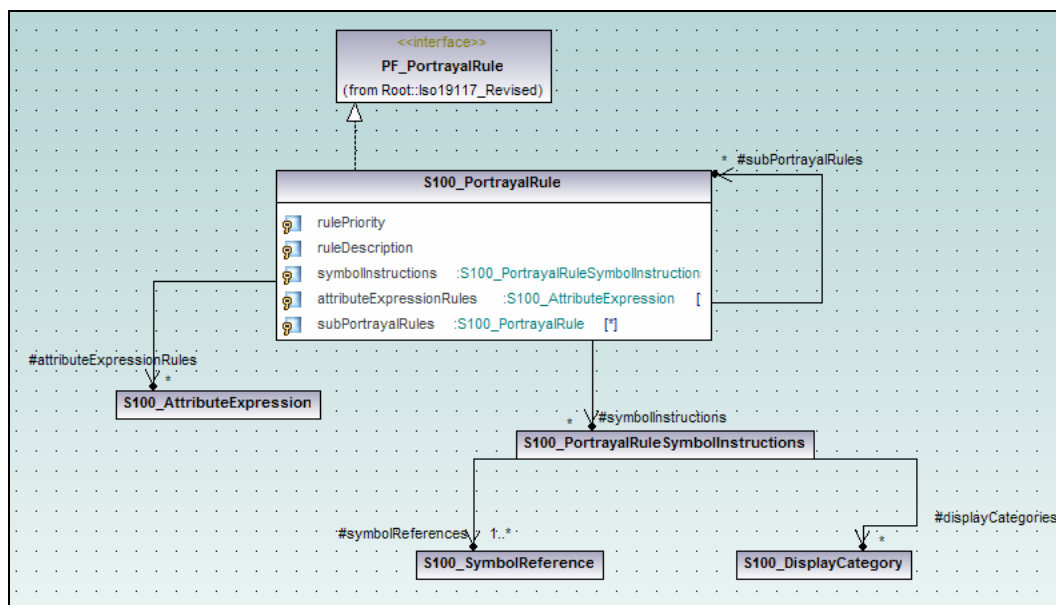 <<interface>>
PF_PortrayalRule
(from Root::Iso19117_Revised)
* #subPortrayalRules
S100_PortrayalRule
rulePriority
ruleDescription
symbolInstructions :S100_PortrayalRuleSymbolInstruction
attributeExpressionRules :S100_AttributeExpression [
subPortrayalRules :S100_PortrayalRule [*]
#attributeExpressionRules
*
S100_AttributeExpression
* #symbolInstructions
S100_PortrayalRuleSymbolInstructions
#displayCategories
#symbolReferences 1..*
*
S100_SymbolReference
S100_DisplayCategory